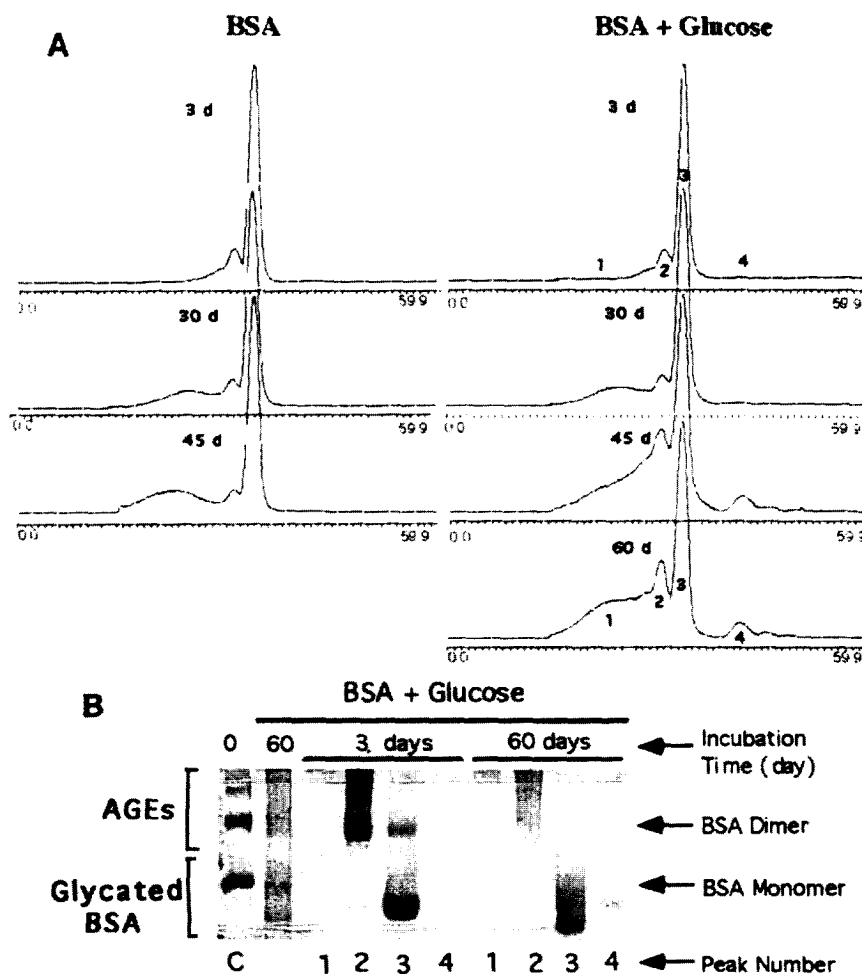 A
BSA
BSA + Glucose
3 d
3 d
3
1
2
4
0.0
59.9
0.0
59.9
30 d
30 d
0.0
59.9
0.0
59.9
45 d
45 d
0.0
59.9
0.0
59.9
60 d
1
2
3
4
0.0
59.9
B
BSA + Glucose
0 60 3, days 60 days
Incubation
Time (day)
AGEs
BSA Dimer
Glycated
BSA
BSA Monomer
C 1 2 3 4 1 2 3 4
Peak Number